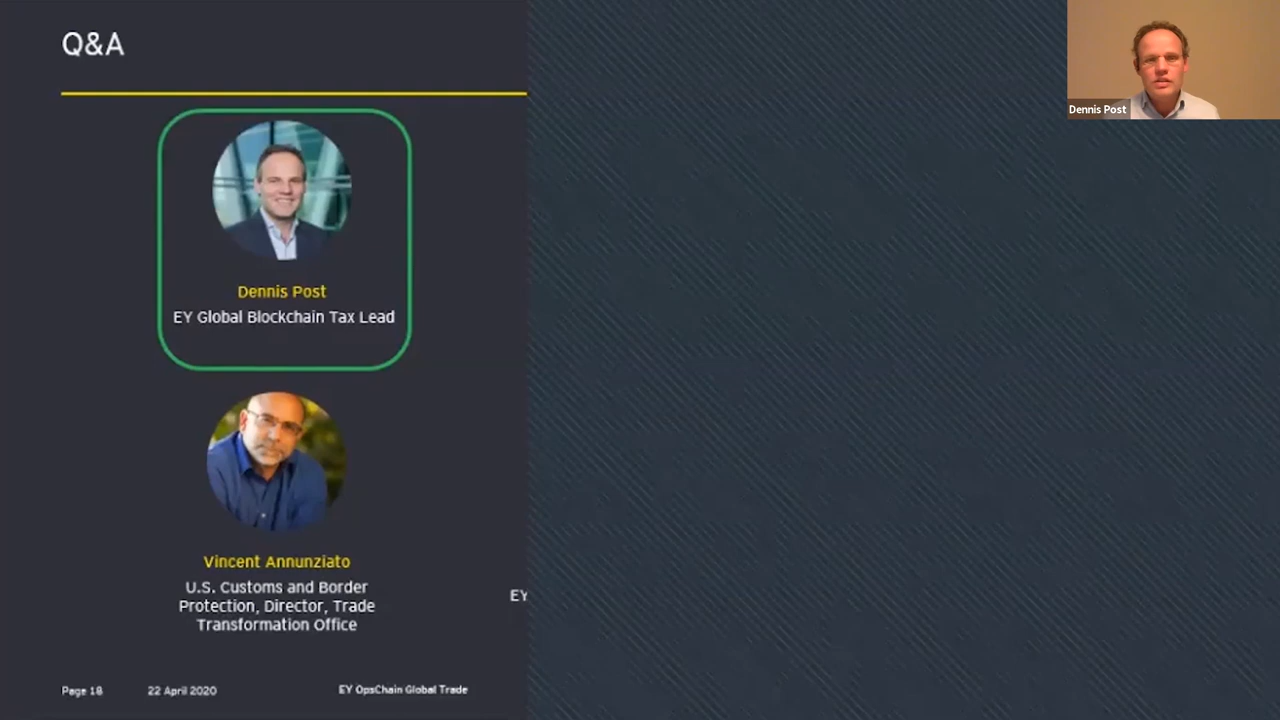 Q&A
Dennis Post
Dennis Post
EY Global Blockchain Tax Lead
Vincent Annunziato
U.S. Customs and Border
Protection, Director, Trade
Transformation Office
EY
Page 18
22 April 2020
EY OpsChain Global Trade